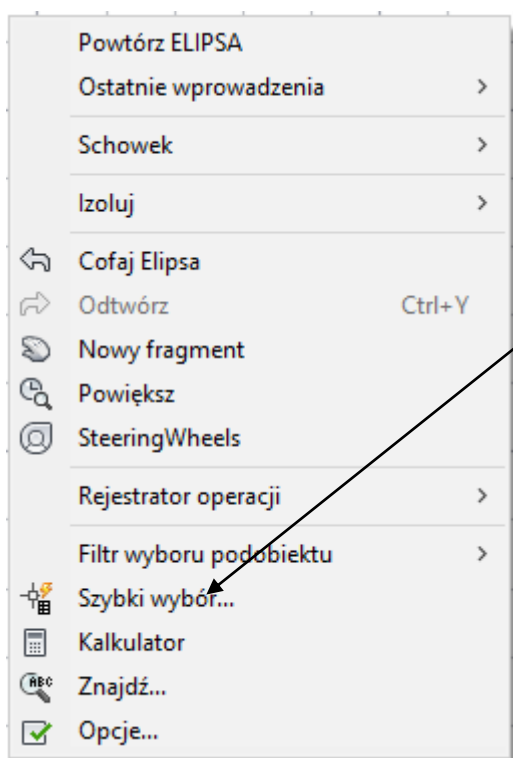 Powtórz ELIPSA
Ostatnie wprowadzenia
Schowek
Izoluj
Cofaj Elipsa
Odtwórz Ctrl+Y
Nowy fragment
Powiększ
SteeringWheels
Rejestrator operacji
Filtr wyboru podobiektu
Szybki wybór...
Kalkulator
ABC Znajdź...
Opcje...